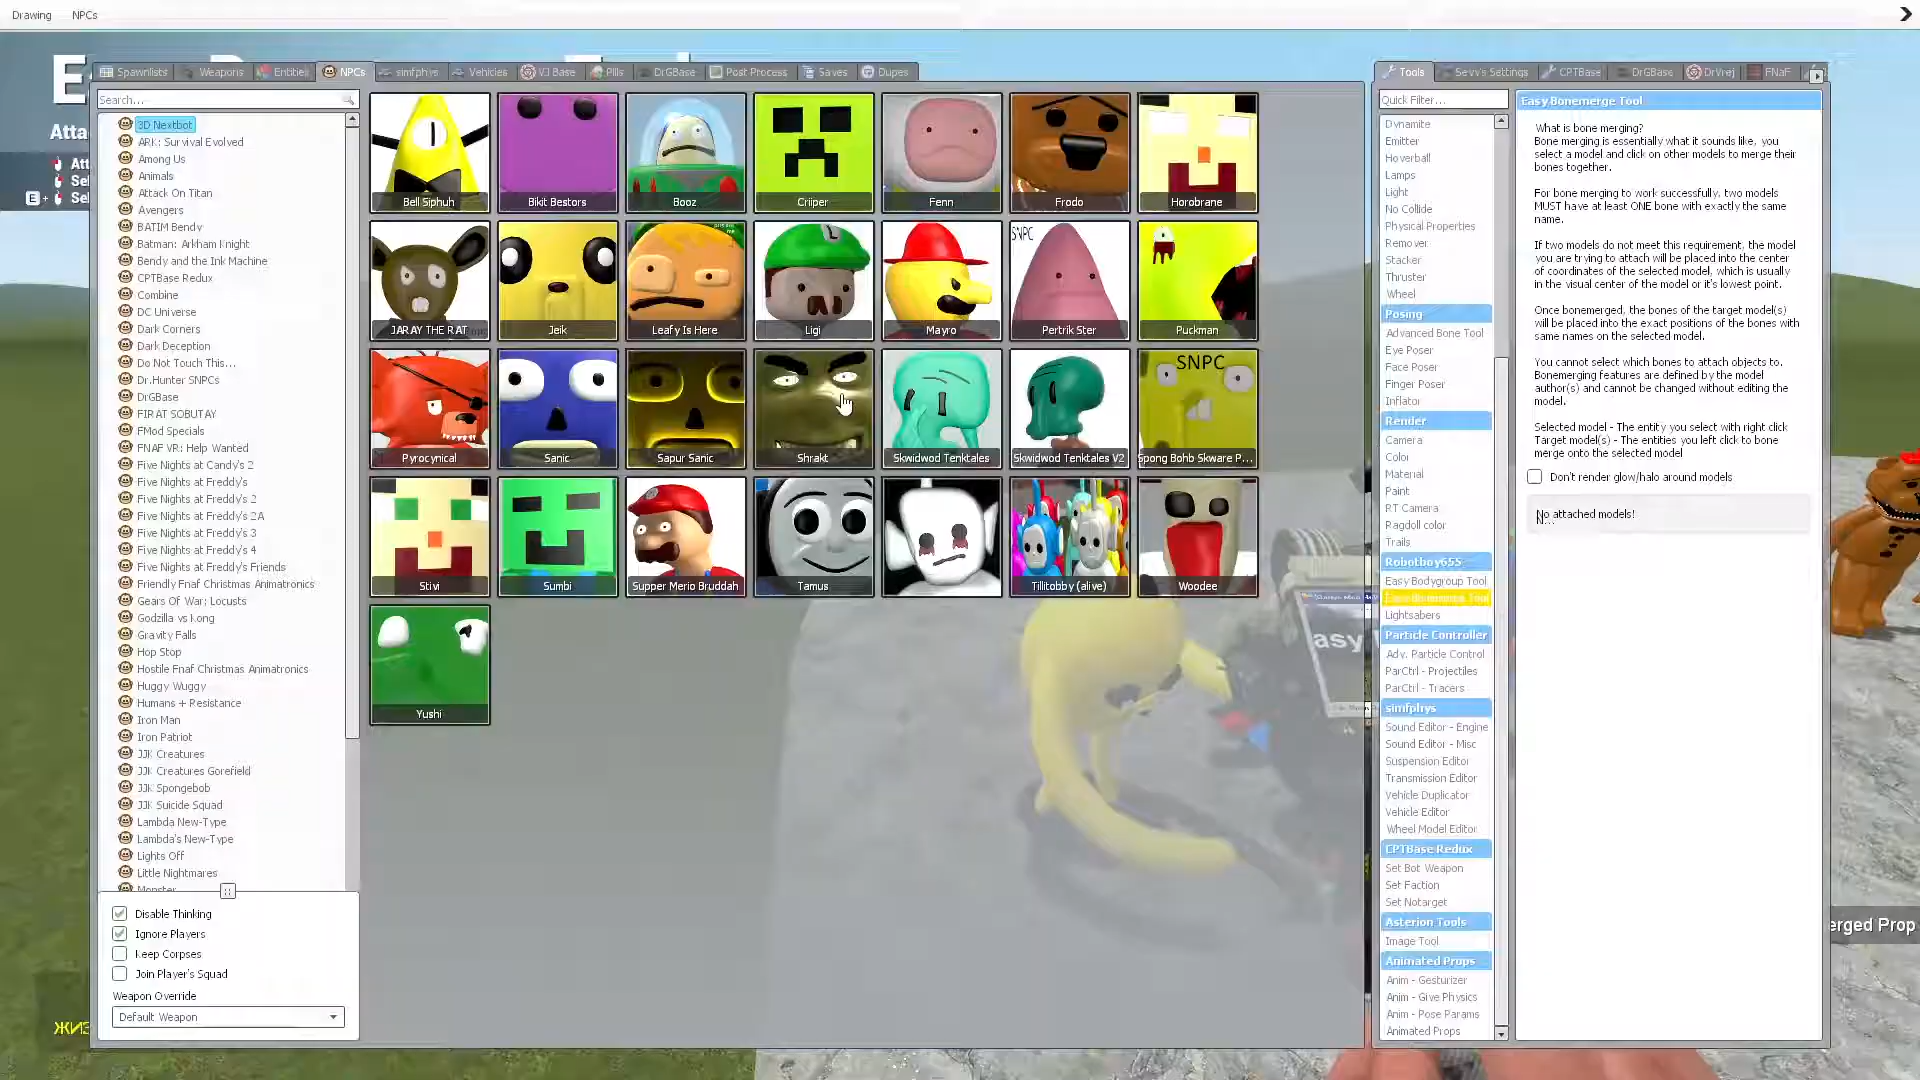 Drawing NPCs
Spawnlists Weapons Entitie NPCs simfphys Vehicles VJ Base Pills DrGBase Post Process Saves Dupes
Search...
3D Nextbot
ARK: Survival Evolved
Among Us
Animals
Attack On Titan
Avengers
BATIM Bendy
Batman: Arkham Knight
Bendy and the Ink Machine
CPTBase Redux
Combine
DC Universe
Dark Corners
Dark Deception
Do Not Touch This...
Dr.Hunter SNPCs
DrGBase
FIRAT SOBUTAY
FMod Specials
FNAF VR: Help Wanted
Five Nights at Candy's 2
Five Nights at Freddy's
Five Nights at Freddy's 2
Five Nights at Freddy's 2A
Five Nights at Freddy's 3
Five Nights at Freddy's 4
Five Nights at Freddy's Friends
Friendly Fnaf Christmas Animatronics
Gears Of War: Locusts
Godzilla vs Kong
Gravity Falls
Hop Stop
Hostile Fnaf Christmas Animatronics
Huggy Wuggy
Humans + Resistance
Iron Man
Iron Patriot
JJK Creatures
JJK Creatures Gorefield
JJK Spongebob
JJK Suicide Squad
Lambda New-Type
Lambda's New-Type
Lights Off
Little Nightmares
Monster
Disable Thinking
Ignore Players
Keep Corpses
Join Player's Squad
Weapon Override
Default Weapon
Bell Siphuh Bikit Bestors Booz Criiper Fenn Frodo Horobrane
SNPC
JARAY THE RAT Jeik Leafy Is Here Ligi Mayro Pertrik Ster Puckman
SNPC
Pyrocynical Sanic Sapur Sanic Shrakt Skwidwod Tenktales Skwidwod Tenktales V2 Spong Bohb Skware P...
Stivi Sumbi Supper Merio Bruddah Tamus Tillitobby (alive) Woodee
Yushi
Tools Sevv's Settings CPTBase DrGBase DrVrej FNaF
Quick Filter...
Dynamite
Emitter
Hoverball
Lamps
Light
No Collide
Physical Properties
Remover
Stacker
Thruster
Wheel
Posing
Advanced Bone Tool
Eye Poser
Face Poser
Finger Poser
Inflator
Render
Camera
Color
Material
Paint
RT Camera
Ragdoll color
Trails
Robotboy655
Easy Bodygroup Tool
Easy Bonemerge Tool
Lightsabers
Particle Controller
Adv. Particle Control
ParCtrl - Projectiles
ParCtrl - Tracers
simfphys
Sound Editor - Engine
Sound Editor - Misc
Suspension Editor
Transmission Editor
Vehicle Duplicator
Vehicle Editor
Wheel Model Editor
CPTBase Redux
Set Bot Weapon
Set Faction
Set Notarget
Asterion Tools
Image Tool
Animated Props
Anim - Gesturizer
Anim - Give Physics
Anim - Pose Params
Animated Props
Easy Bonemerge Tool
What is bone merging?
Bone merging is essentially what it sounds like, you
select a model and click on other models to merge their
bones together.
For bone merging to work successfully, two models
MUST have at least ONE bone with exactly the same
name.
If two models do not meet this requirement, the model
you are trying to attach will be placed into the center
of coordinates of the selected model, which is usually
in the visual center of the model or it's lowest point.
Once bonemerged, the bones of the target model(s)
will be placed into the exact positions of the bones with
same names on the selected model.
You cannot select which bones to attach objects to.
Bonemerging features are defined by the model
author(s) and cannot be changed without editing the
model.
Selected model - The entity you select with right click
Target model(s) - The entities you left click to bone
merge onto the selected model
Don't render glow/halo around models
No attached models!
N...
E
Atta
Att
Sel
E + Sel
asy
erged Prop
ЖИЗ